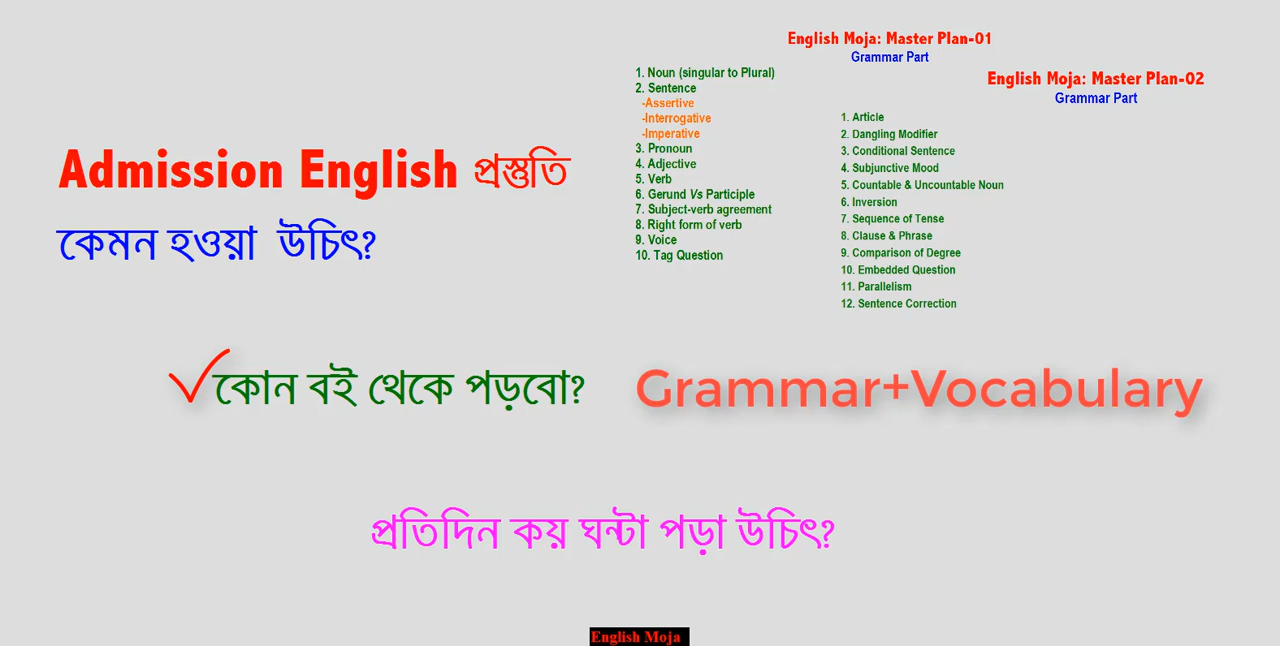 English Moja: Master Plan-01
Grammar Part
1. Noun (singular to Plural)
2. Sentence
-Assertive
-Interrogative
-Imperative
3. Pronoun
4. Adjective
5. Verb
6. Gerund Vs Participle
7. Subject-verb agreement
8. Right form of verb
9. Voice
10. Tag Question
English Moja: Master Plan-02
Grammar Part
1. Article
2. Dangling Modifier
3. Conditional Sentence
4. Subjunctive Mood
5. Countable & Uncountable Noun
6. Inversion
7. Sequence of Tense
8. Clause & Phrase
9. Comparison of Degree
10. Embedded Question
11. Parallelism
12. Sentence Correction
Admission English প্রস্তুতি
কেমন হওয়া উচিৎ?
কোন বই থেকে পড়বো?
Grammar+Vocabulary
প্রতিদিন কয় ঘন্টা পড়া উচিৎ?
English Moja